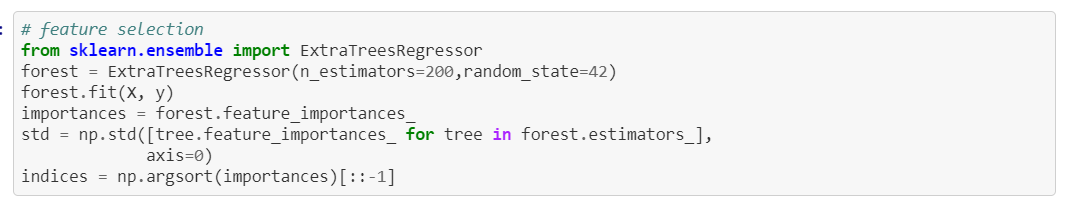 :
# feature selection
from sklearn.ensemble import ExtraTreesRegressor
forest = ExtraTreesRegressor(n_estimators=200,random_state=42)
forest.fit(X, y)
importances = forest.feature_importances_
std = np.std([tree.feature_importances_ for tree in forest.estimators_],
             axis=0)
indices = np.argsort(importances)[::-1]